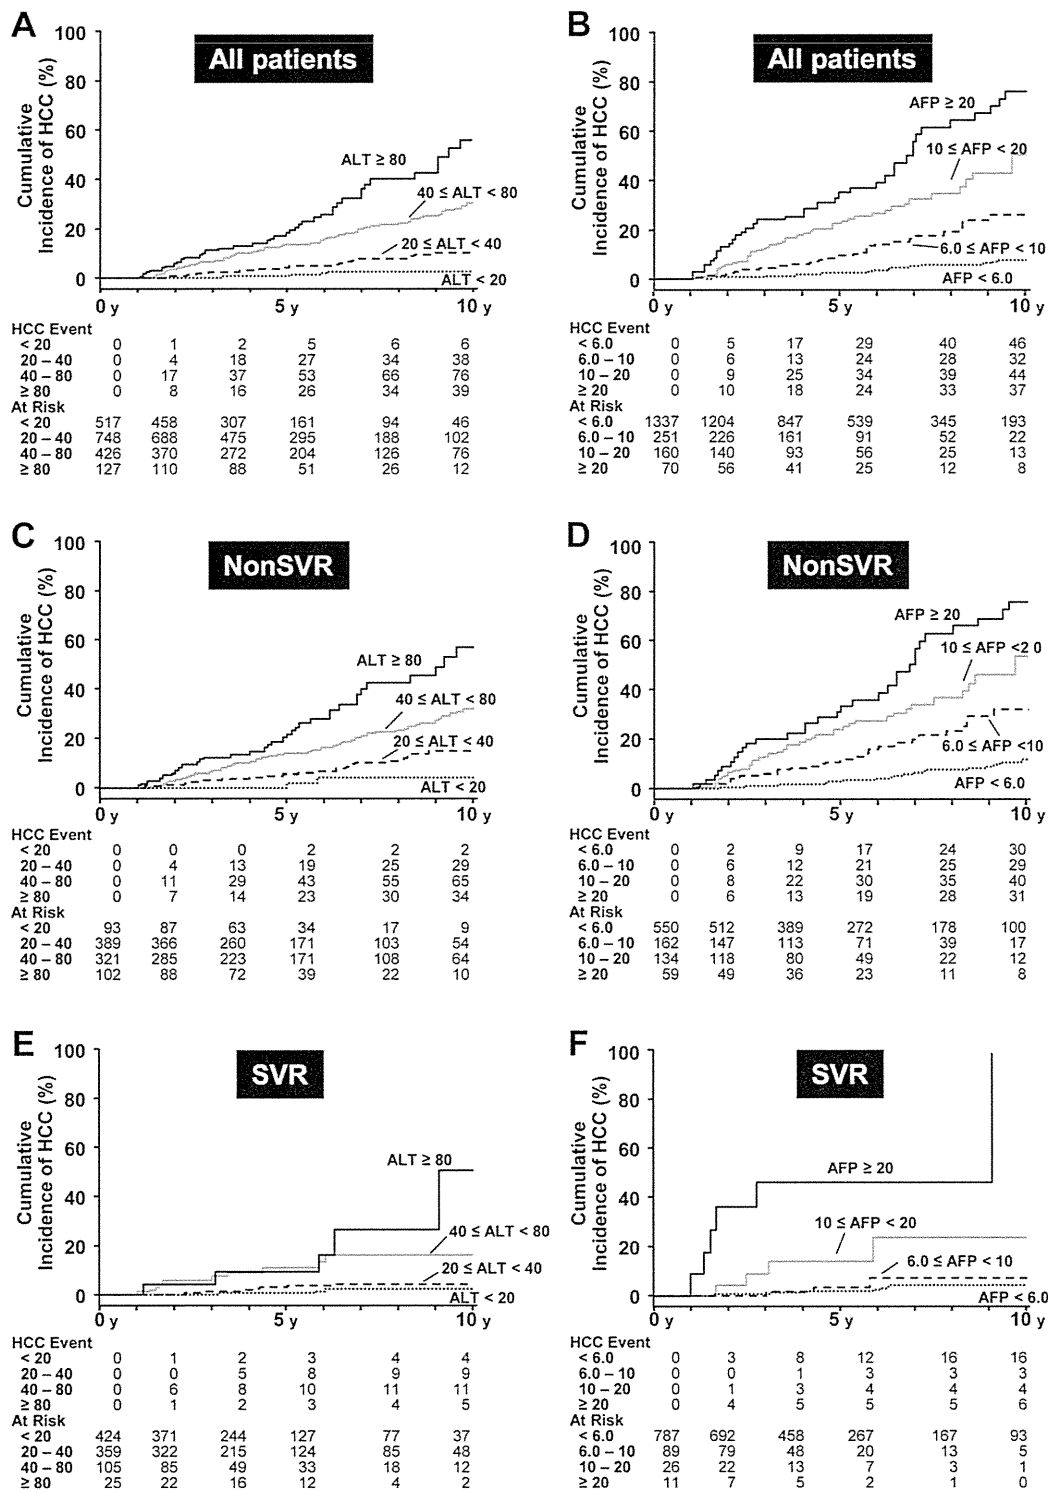 A
All patients
Cumulative
Incidence of HCC (%)
100
80
60
40
20
0
ALT ≥ 80
40 ≤ ALT < 80
20 ≤ ALT < 40
ALT < 20
0 y 5 y 10 y
HCC Event
< 20 0 1 2 5 6 6
20 – 40 0 4 18 27 34 38
40 – 80 0 17 37 53 66 76
≥ 80 0 8 16 26 34 39
At Risk
< 20 517 458 307 161 94 46
20 – 40 748 688 475 295 188 102
40 – 80 426 370 272 204 126 76
≥ 80 127 110 88 51 26 12
B
All patients
Cumulative
Incidence of HCC (%)
100
80
60
40
20
0
AFP ≥ 20
10 ≤ AFP < 20
6.0 ≤ AFP < 10
AFP < 6.0
0 y 5 y 10 y
HCC Event
< 6.0 0 5 17 29 40 46
6.0 – 10 0 6 13 24 28 32
10 – 20 0 9 25 34 39 44
≥ 20 0 10 18 24 33 37
At Risk
< 6.0 1337 1204 847 539 345 193
6.0 – 10 251 226 161 91 52 22
10 – 20 160 140 93 56 25 13
≥ 20 70 56 41 25 12 8
C
NonSVR
Cumulative
Incidence of HCC (%)
100
80
60
40
20
0
ALT ≥ 80
40 ≤ ALT < 80
20 ≤ ALT < 40
ALT < 20
0 y 5 y 10 y
HCC Event
< 20 0 0 0 2 2 2
20 – 40 0 4 13 19 25 29
40 – 80 0 11 29 43 55 65
≥ 80 0 7 14 23 30 34
At Risk
< 20 93 87 63 34 17 9
20 – 40 389 366 260 171 103 54
40 – 80 321 285 223 171 108 64
≥ 80 102 88 72 39 22 10
D
NonSVR
Cumulative
Incidence of HCC (%)
100
80
60
40
20
0
AFP ≥ 20
10 ≤ AFP <2 0
6.0 ≤ AFP <10
AFP < 6.0
0 y 5 y 10 y
HCC Event
< 6.0 0 2 9 17 24 30
6.0 – 10 0 6 12 21 25 29
10 – 20 0 8 22 30 35 40
≥ 20 0 6 13 19 28 31
At Risk
< 6.0 550 512 389 272 178 100
6.0 – 10 162 147 113 71 39 17
10 – 20 134 118 80 49 22 12
≥ 20 59 49 36 23 11 8
E
SVR
Cumulative
Incidence of HCC (%)
100
80
60
40
20
0
ALT ≥ 80
40 ≤ ALT < 80
20 ≤ ALT < 40
ALT < 20
0 y 5 y 10 y
HCC Event
< 20 0 1 2 3 4 4
20 – 40 0 0 5 8 9 9
40 – 80 0 6 8 10 11 11
≥ 80 0 1 2 3 4 5
At Risk
< 20 424 371 244 127 77 37
20 – 40 359 322 215 124 85 48
40 – 80 105 85 49 33 18 12
≥ 80 25 22 16 12 4 2
F
SVR
Cumulative
Incidence of HCC (%)
100
80
60
40
20
0
AFP ≥ 20
10 ≤ AFP < 20
6.0 ≤ AFP < 10
AFP < 6.0
0 y 5 y 10 y
HCC Event
< 6.0 0 3 8 12 16 16
6.0 – 10 0 0 1 3 3 3
10 – 20 0 1 3 4 4 4
≥ 20 0 4 5 5 5 6
At Risk
< 6.0 787 692 458 267 167 93
6.0 – 10 89 79 48 20 13 5
10 – 20 26 22 13 7 3 1
≥ 20 11 7 5 2 1 0